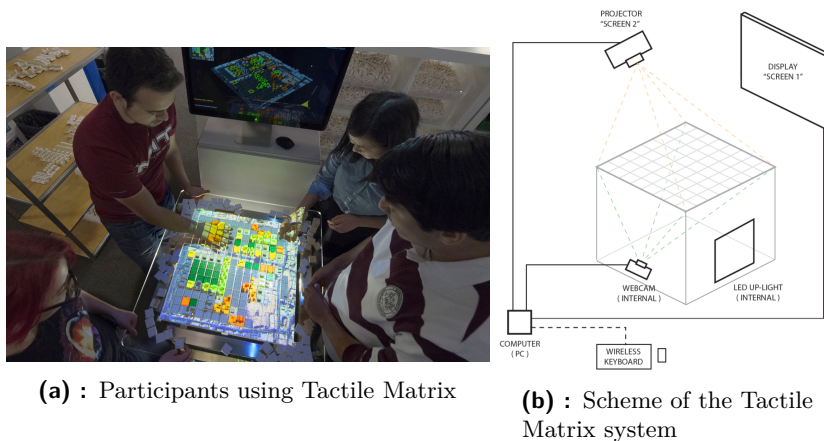 PROJECTOR
"SCREEN 2"
DISPLAY
"SCREEN 1"
WEBCAM
( INTERNAL )
LED UP-LIGHT
( INTERNAL )
COMPUTER
( PC )
WIRELESS
KEYBOARD
(a) : Participants using Tactile Matrix
(b) : Scheme of the Tactile
Matrix system